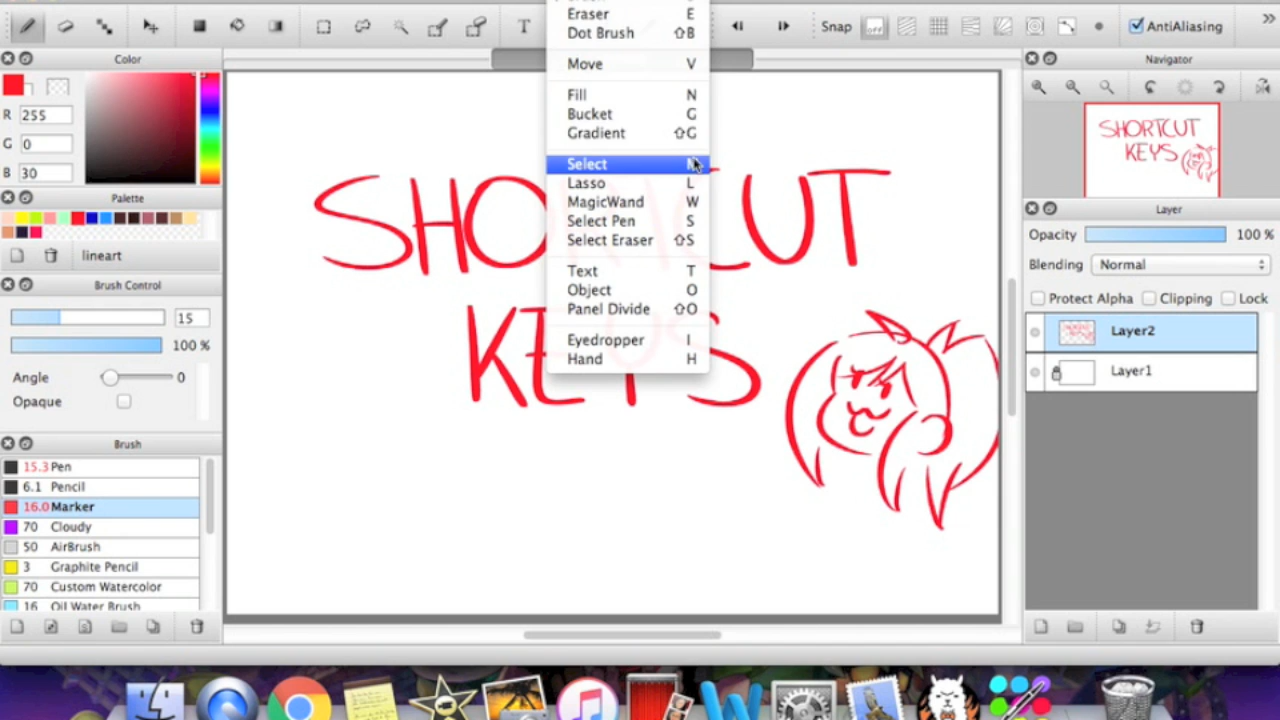 Eraser E
Dot Brush ⇧B
Move V
Fill N
Bucket G
Gradient ⇧G
Select
Lasso L
MagicWand W
Select Pen S
Select Eraser ⇧S
Text T
Object O
Panel Divide ⇧O
Eyedropper I
Hand H
T
Snap
off
AntiAliasing
Color
R 255
G 0
B 30
Palette
lineart
Brush Control
15
100 %
Angle 0
Opaque
Brush
15.3 Pen
6.1 Pencil
16.0 Marker
70 Cloudy
50 AirBrush
3 Graphite Pencil
70 Custom Watercolor
16 Oil Water Brush
SHORTCUT
KEYS
Navigator
SHORTCUT
KEYS
Layer
Opacity 100 %
Blending Normal
Protect Alpha Clipping Lock
Layer2
Layer1